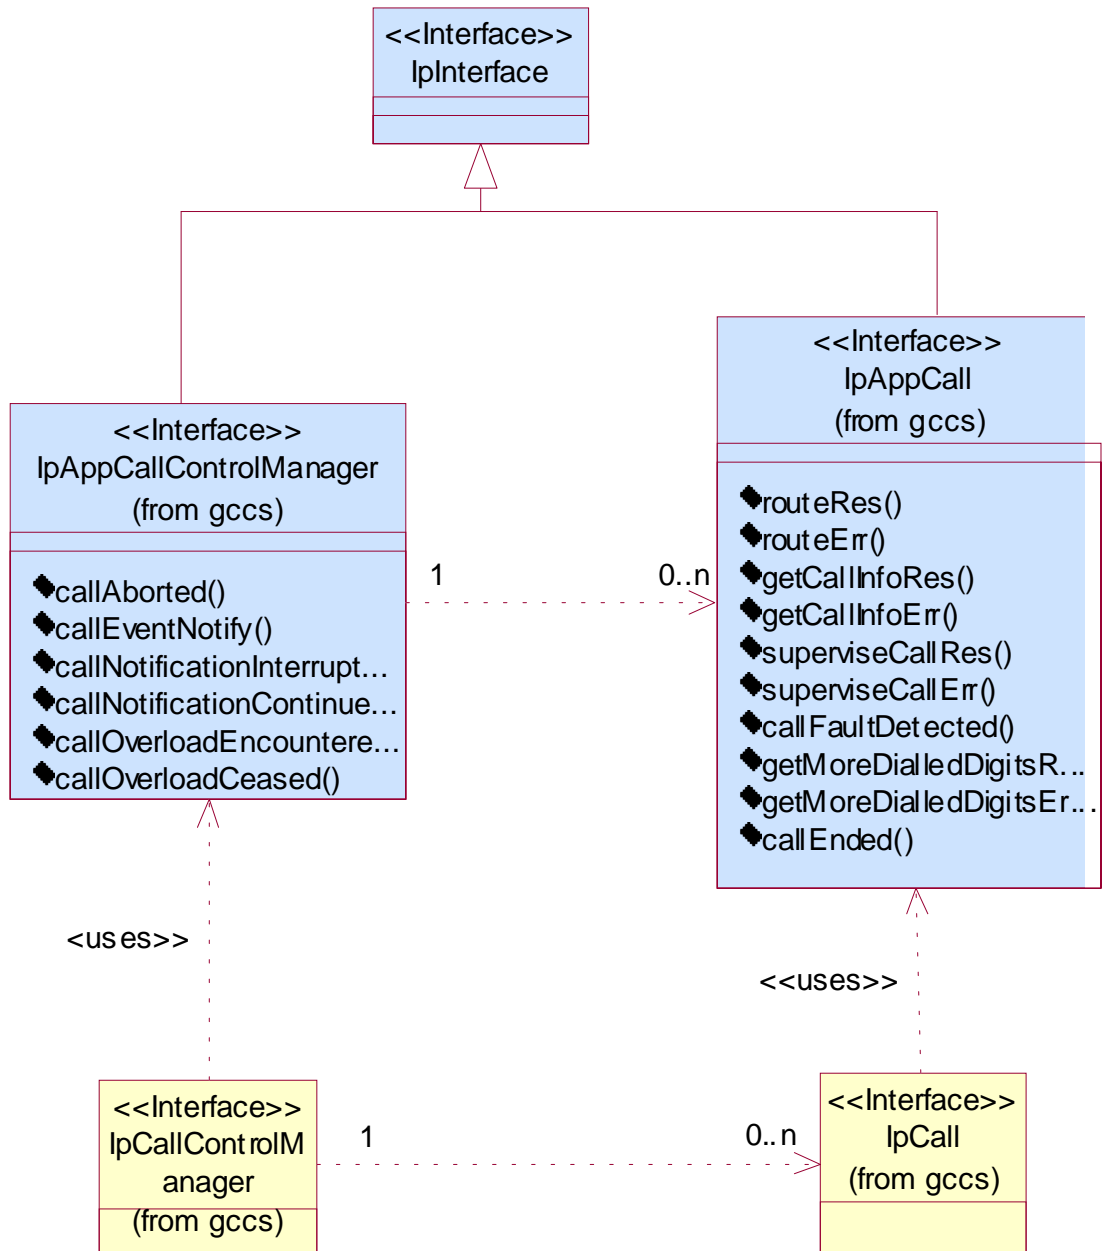 <<Interface>>
IpInterface
<<Interface>>
IpAppCall
(from gccs)
routeRes()
routeErr()
getCallInfoRes()
getCallInfoErr()
superviseCallRes()
superviseCallErr()
callFaultDetected()
getMoreDialledDigitsR...
getMoreDialledDigitsEr...
callEnded()
<<Interface>>
IpAppCallControlManager
(from gccs)
callAborted()
callEventNotify()
callNotificationInterrupt...
callNotificationContinue...
callOverloadEncountere...
callOverloadCeased()
1
0..n
<uses>>
<<uses>>
<<Interface>>
IpCallControlM
anager
(from gccs)
1
0..n
<<Interface>>
IpCall
(from gccs)